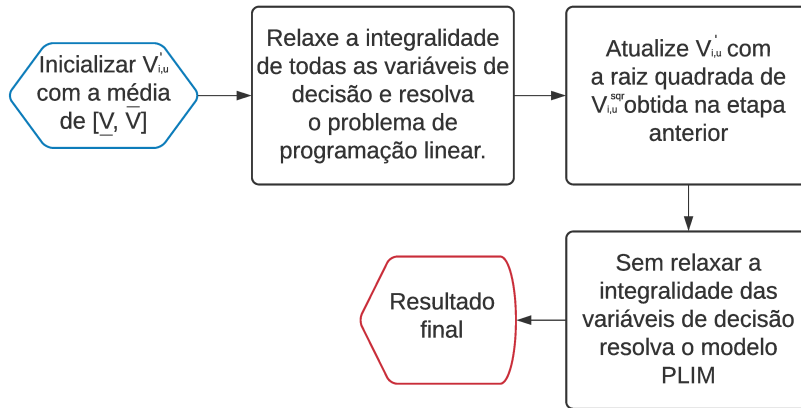 Inicializar V'i,u
com a média
de [V, V]
Relaxe a integralidade
de todas as variáveis de
decisão e resolva
o problema de
programação linear.
Atualize V'i,u com
a raiz quadrada de
V^sqr i,u obtida na etapa
anterior
Sem relaxar a
integralidade das
variáveis de decisão
resolva o modelo
PLIM
Resultado
final